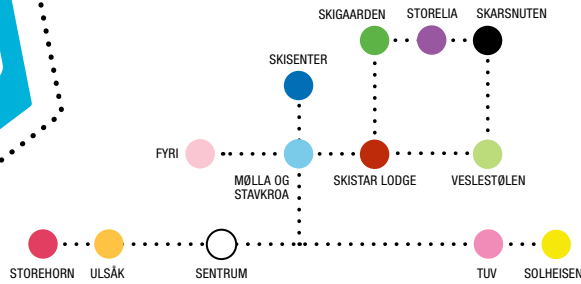 SKIGAARDEN STORELIA SKARSNUTEN
SKISENTER
FYRI
MØLLA OG
STAVKROA
SKISTAR LODGE
VESLESTØLEN
STOREHORN ULSÅK SENTRUM TUV SOLHEISEN